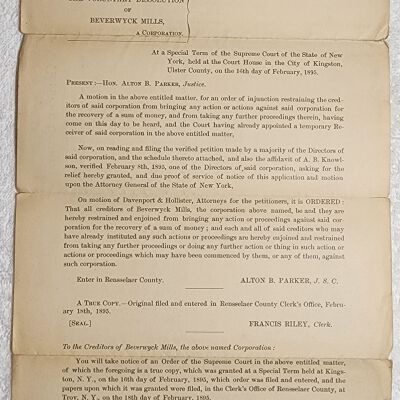 THE VOLUNTARY DISSOLUTION
OF
BEVERWYCK MILLS,
A CORPORATION.
At a Special Term of the Supreme Court of the State of New
York, held at the Court House in the City of Kingston,
Ulster County, on the 16th day of February, 1895.
PRESENT:—HON. ALTON B. PARKER, Justice.
A motion in the above entitled matter, for an order of injunction restraining the cred-
itors of said corporation from bringing any action or actions against said corporation for
the recovery of a sum of money, and from taking any further proceedings therein, having
come on this day to be heard, and the Court having already appointed a temporary Re-
ceiver of said corporation in the above entitled matter,
Now, on reading and filing the verified petition made by a majority of the Directors of
said corporation, and the schedule thereto attached, and also the affidavit of A. B. Knowl-
son, verified February 8th, 1895, one of the Directors of said corporation, asking for the
relief hereby granted, and due proof of service of notice of this application and motion
upon the Attorney General of the State of New York,
On motion of Davenport & Hollister, Attorneys for the petitioners, it is ORDERED:
That all creditors of Beverwyck Mills, the corporation above named, be and they are
hereby restrained and enjoined from bringing any action or proceedings against said cor-
poration for the recovery of a sum of money; and each and all of said creditors who may
have already instituted any such actions or proceedings are hereby enjoined and restrained
from taking any further proceedings or doing any further action or thing in such action or
actions or proceedings which may have been commenced by them, or any of them, against
such corporation.
Enter in Rensselaer County. ALTON B. PARKER, J. S. C.
A TRUE COPY.—Original filed and entered in Rensselaer County Clerk's Office, Febru-
ary 18th, 1895.
[SEAL.] FRANCIS RILEY, Clerk.
To the Creditors of Beverwyck Mills, the above named Corporation:
You will take notice of an Order of the Supreme Court in the above entitled matter,
of which the foregoing is a true copy, which was granted at a Special Term held at Kings-
ton, N. Y., on the 16th day of February, 1895, which order was filed and entered, and the
papers upon which it was granted were filed, in the Clerk's Office of Rensselaer County, at
Troy, N. Y., on the 18th day of February, 1895.